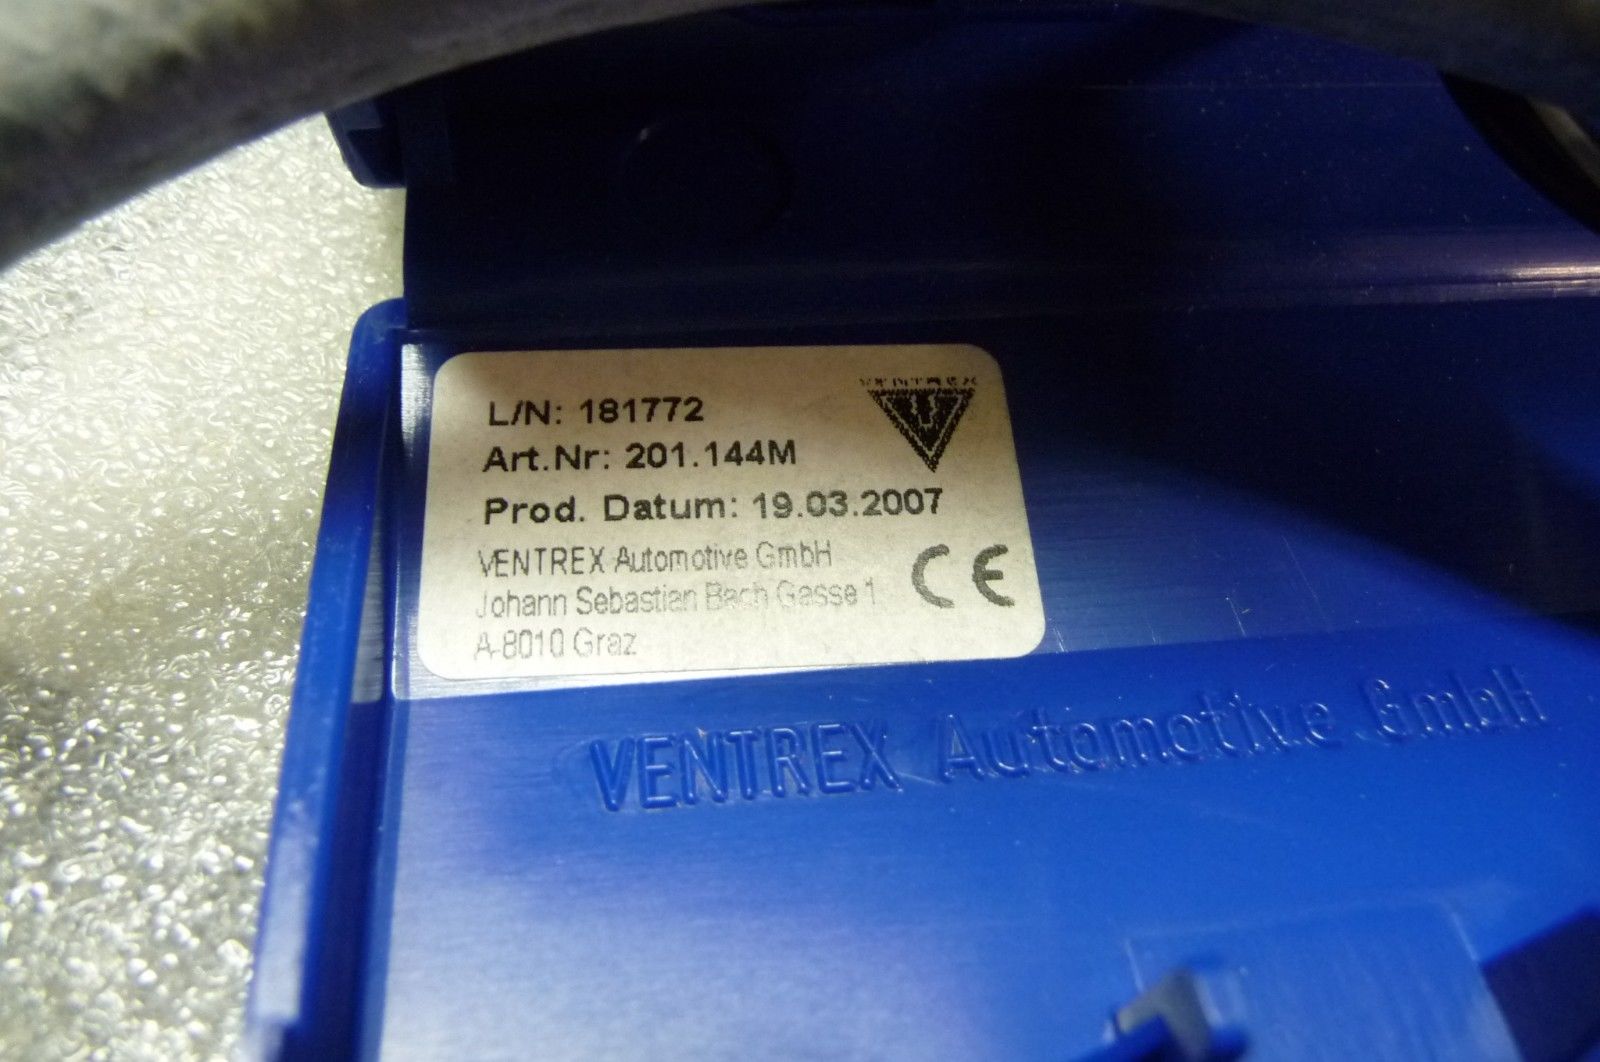 VENTREX
L/N: 181772
Art.Nr: 201.144M
Prod. Datum: 19.03.2007
VENTREX Automotive GmbH
Johann Sebastian Bach Gasse 1
A-8010 Graz
CE
VENTREX Automotive GmbH